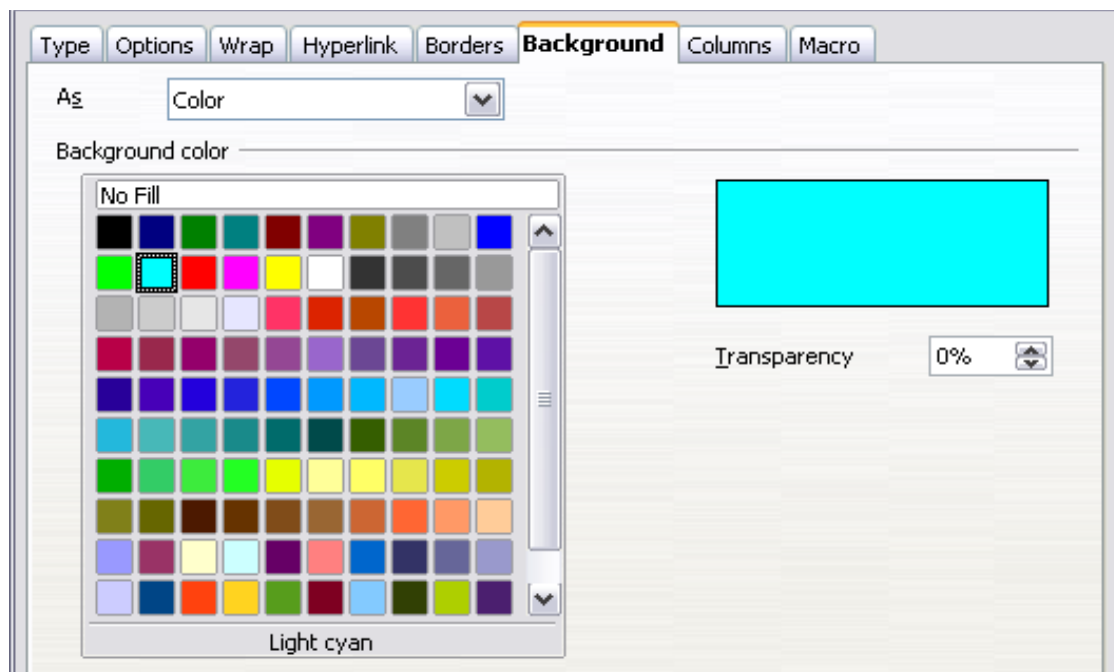 Type Options Wrap Hyperlink Borders Background Columns Macro
As Color
Background color
No Fill
Transparency 0%
Light cyan